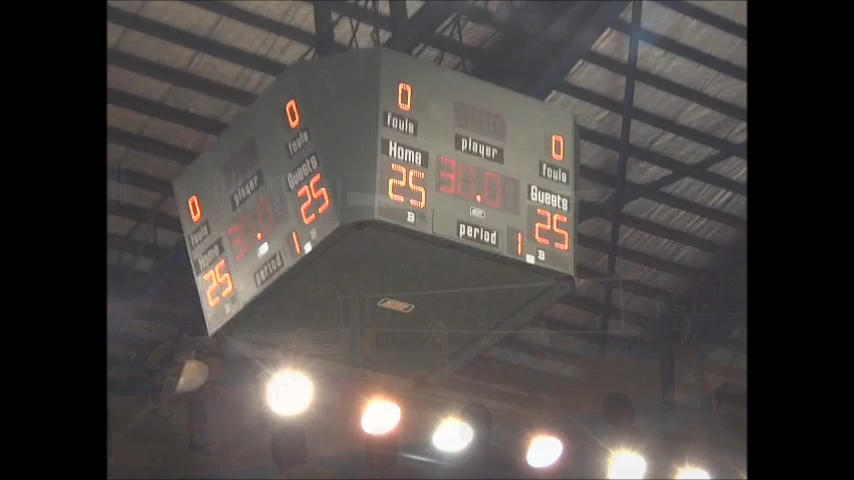 0
fouls
player
0
fouls
Home
30.0
Guests
25
25
B
period
1
B
0
fouls
player
0
fouls
Home
Guests
25
25
period
1